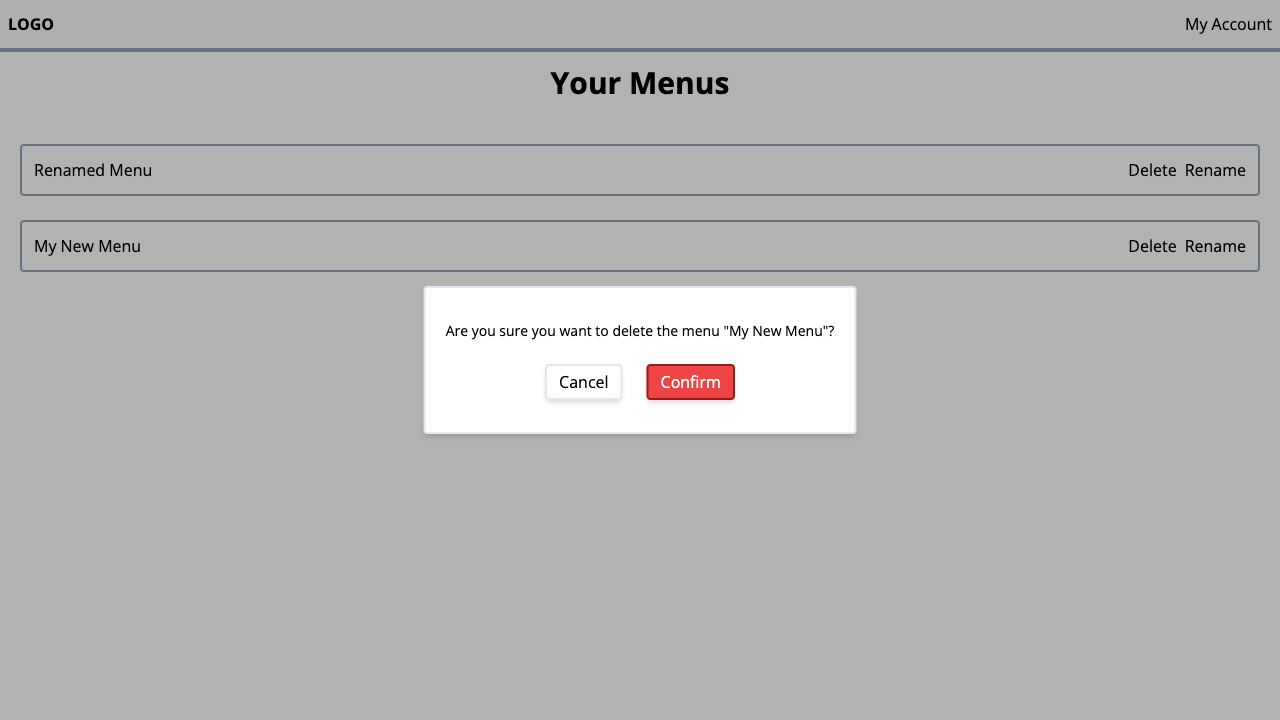 LOGO My Account
Your Menus
Renamed Menu Delete Rename
My New Menu Delete Rename
Are you sure you want to delete the menu "My New Menu"?
Cancel Confirm